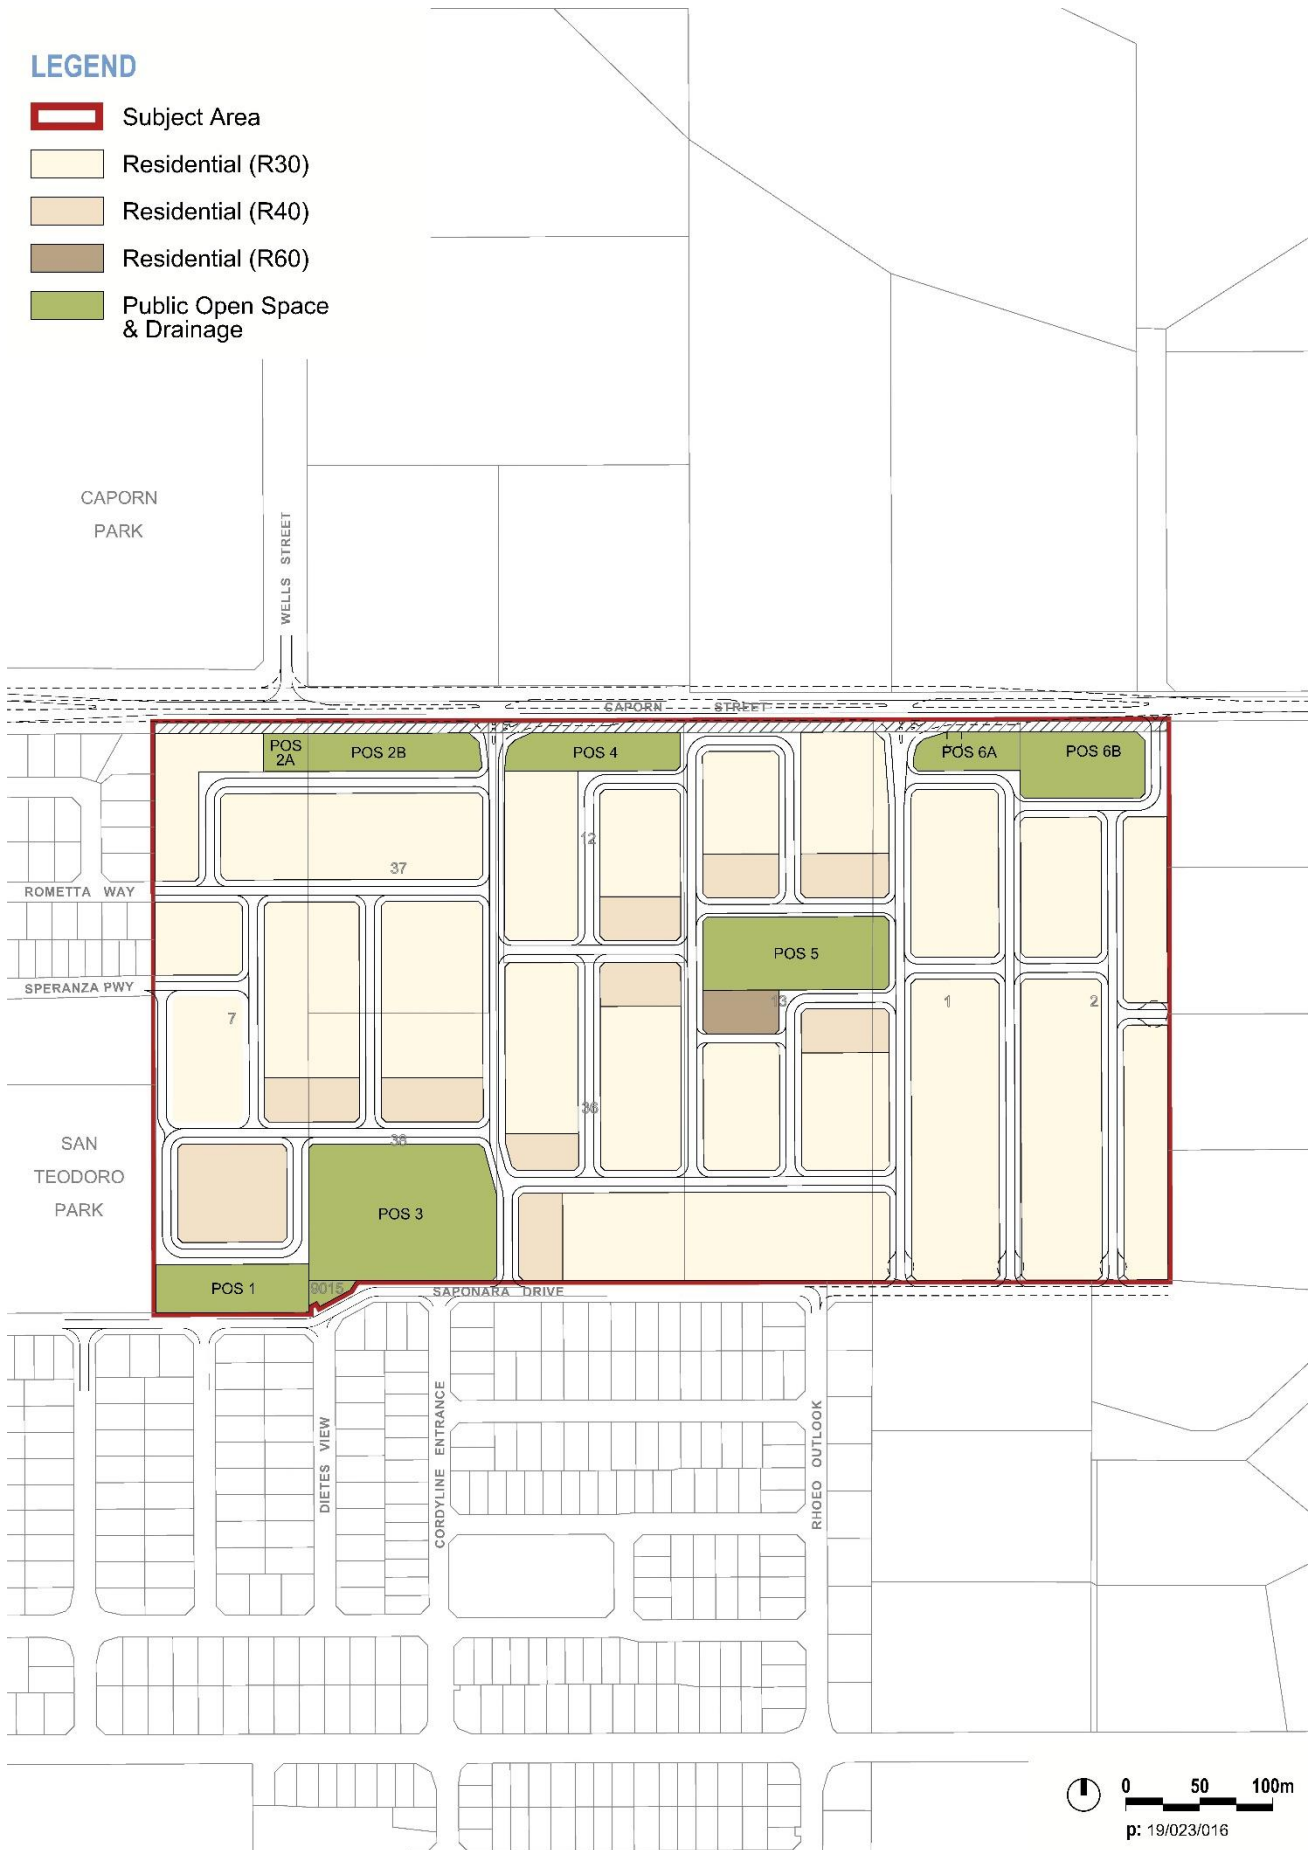 LEGEND
Subject Area
Residential (R30)
Residential (R40)
Residential (R60)
Public Open Space
& Drainage
CAPORN
PARK
WELLS STREET
CAPORN STREET
POS
2A
POS 2B
POS 4
POS 6A
POS 6B
12
37
ROMETTA WAY
POS 5
SPERANZA PWY
7
13
1
2
36
38
SAN
TEODORO
PARK
POS 3
POS 1
9015
SAPONARA DRIVE
DIETES VIEW
CORDYLINE ENTRANCE
RHOEO OUTLOOK
0 50 100m
p: 19/023/016